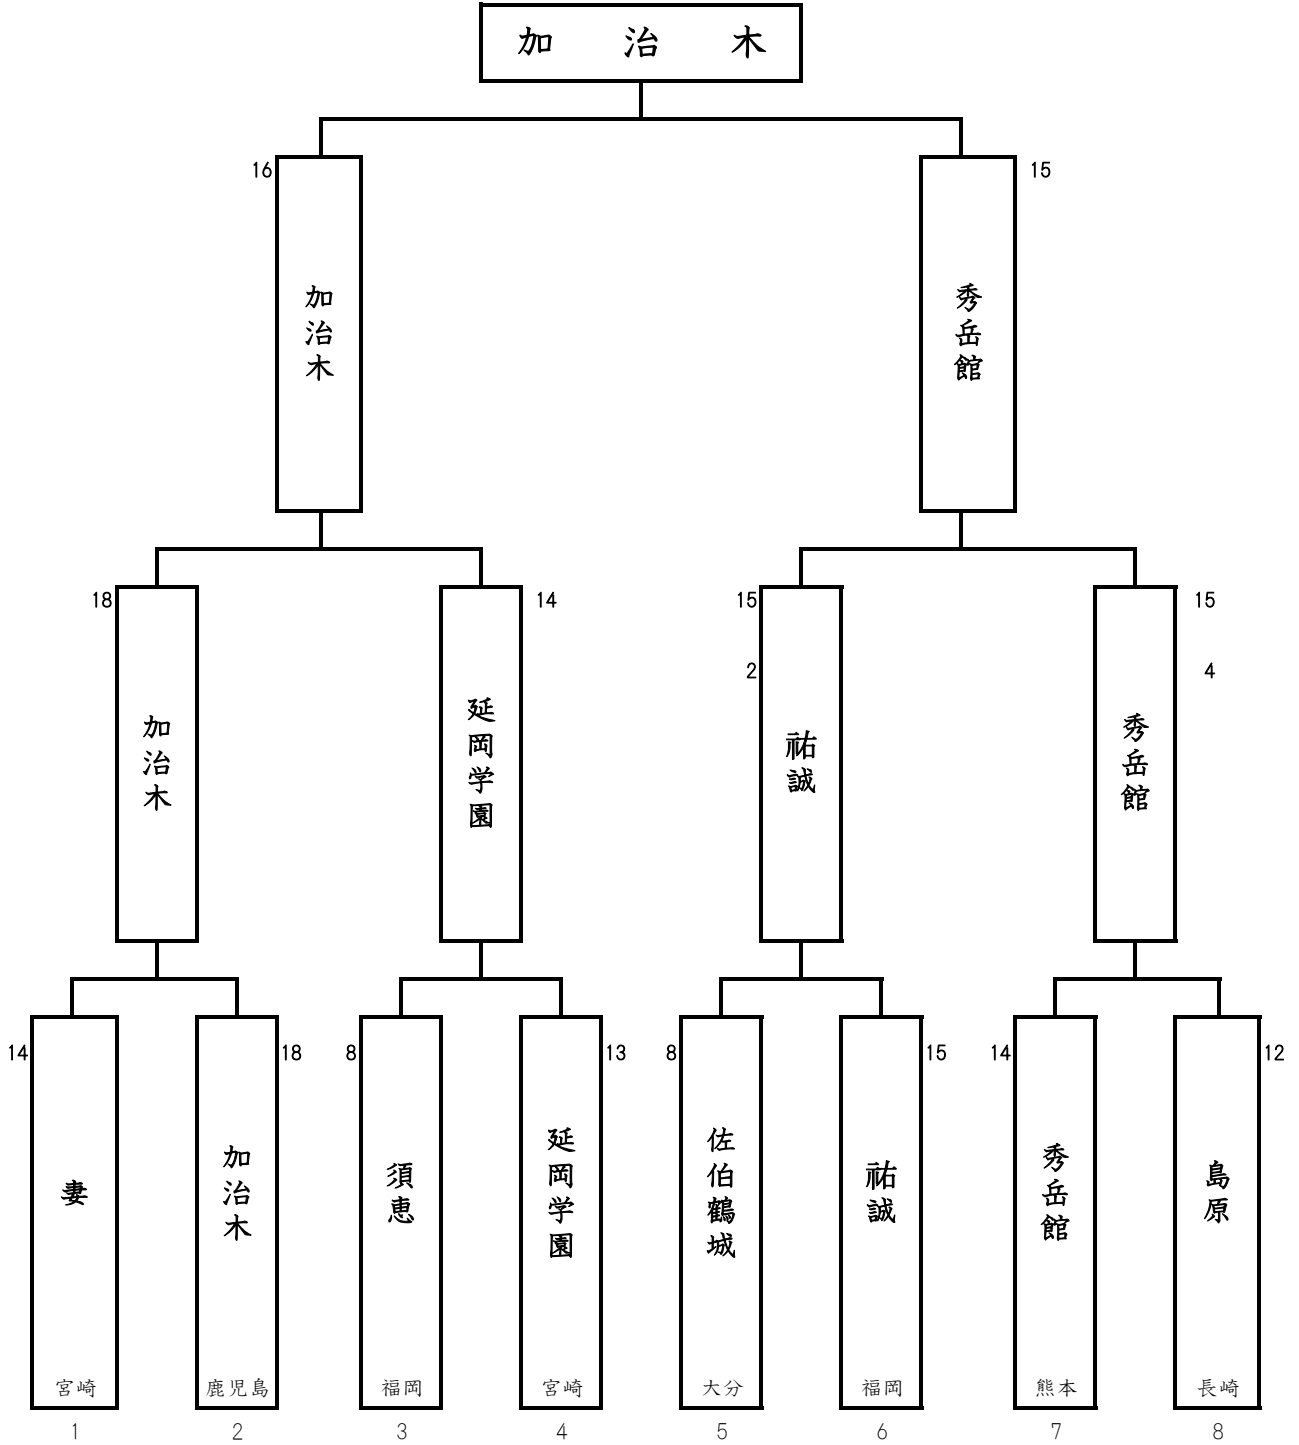 加 治 木
16
加治木
秀岳館
15
18
加治木
延岡学園
14
15
2
祐誠
秀岳館
15
4
14
妻
宮崎
加治木
18
鹿児島
8
須恵
福岡
延岡学園
13
宮崎
8
佐伯鶴城
大分
祐誠
15
福岡
14
秀岳館
熊本
島原
12
長崎
1 2 3 4 5 6 7 8